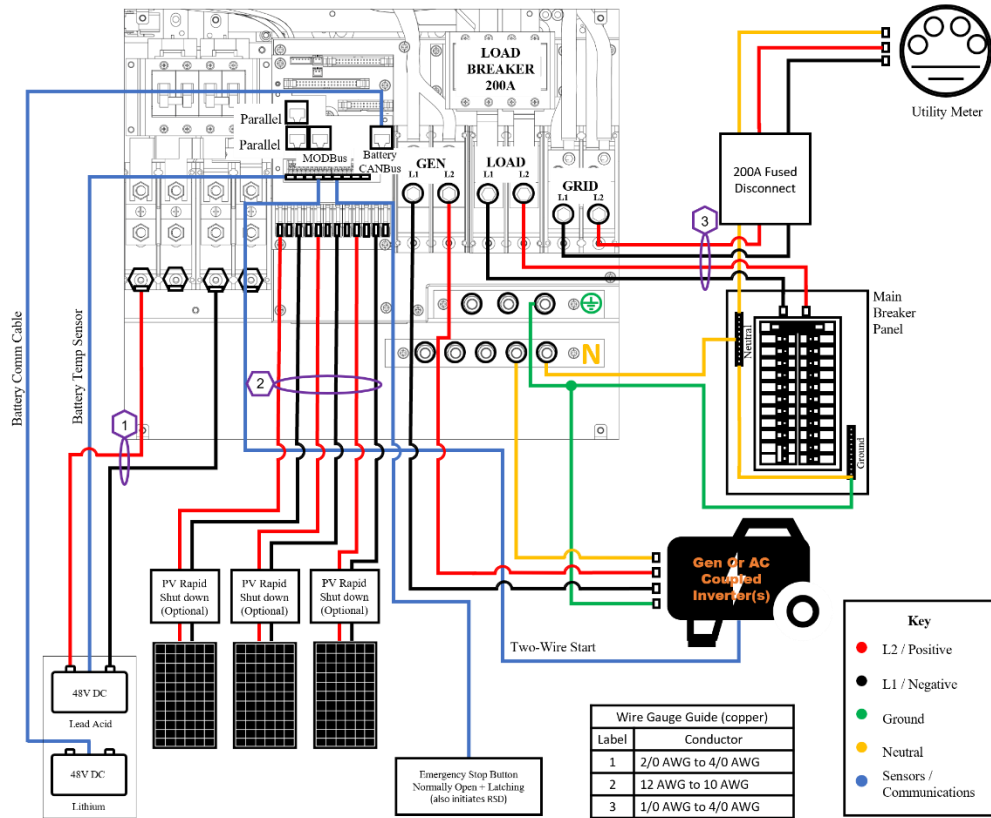 LOAD
BREAKER
200A
Utility Meter
Parallel
Parallel
MODBus
Battery
CANBus
GEN
L1
L2
LOAD
L1
L2
GRID
L1
L2
200A Fused
Disconnect
3
Main
Breaker
Panel
Neutral
Ground
N
Battery Comm Cable
Battery Temp Sensor
1
2
PV Rapid
Shut down
(Optional)
PV Rapid
Shut down
(Optional)
PV Rapid
Shut down
(Optional)
Gen Or AC
Coupled
Inverter(s)
Two-Wire Start
48V DC
Lead Acid
48V DC
Lithium
Emergency Stop Button
Normally Open + Latching
(also initiates RSD)
Wire Gauge Guide (copper)
Label Conductor
1 2/0 AWG to 4/0 AWG
2 12 AWG to 10 AWG
3 1/0 AWG to 4/0 AWG
Key
L2 / Positive
L1 / Negative
Ground
Neutral
Sensors /
Communications